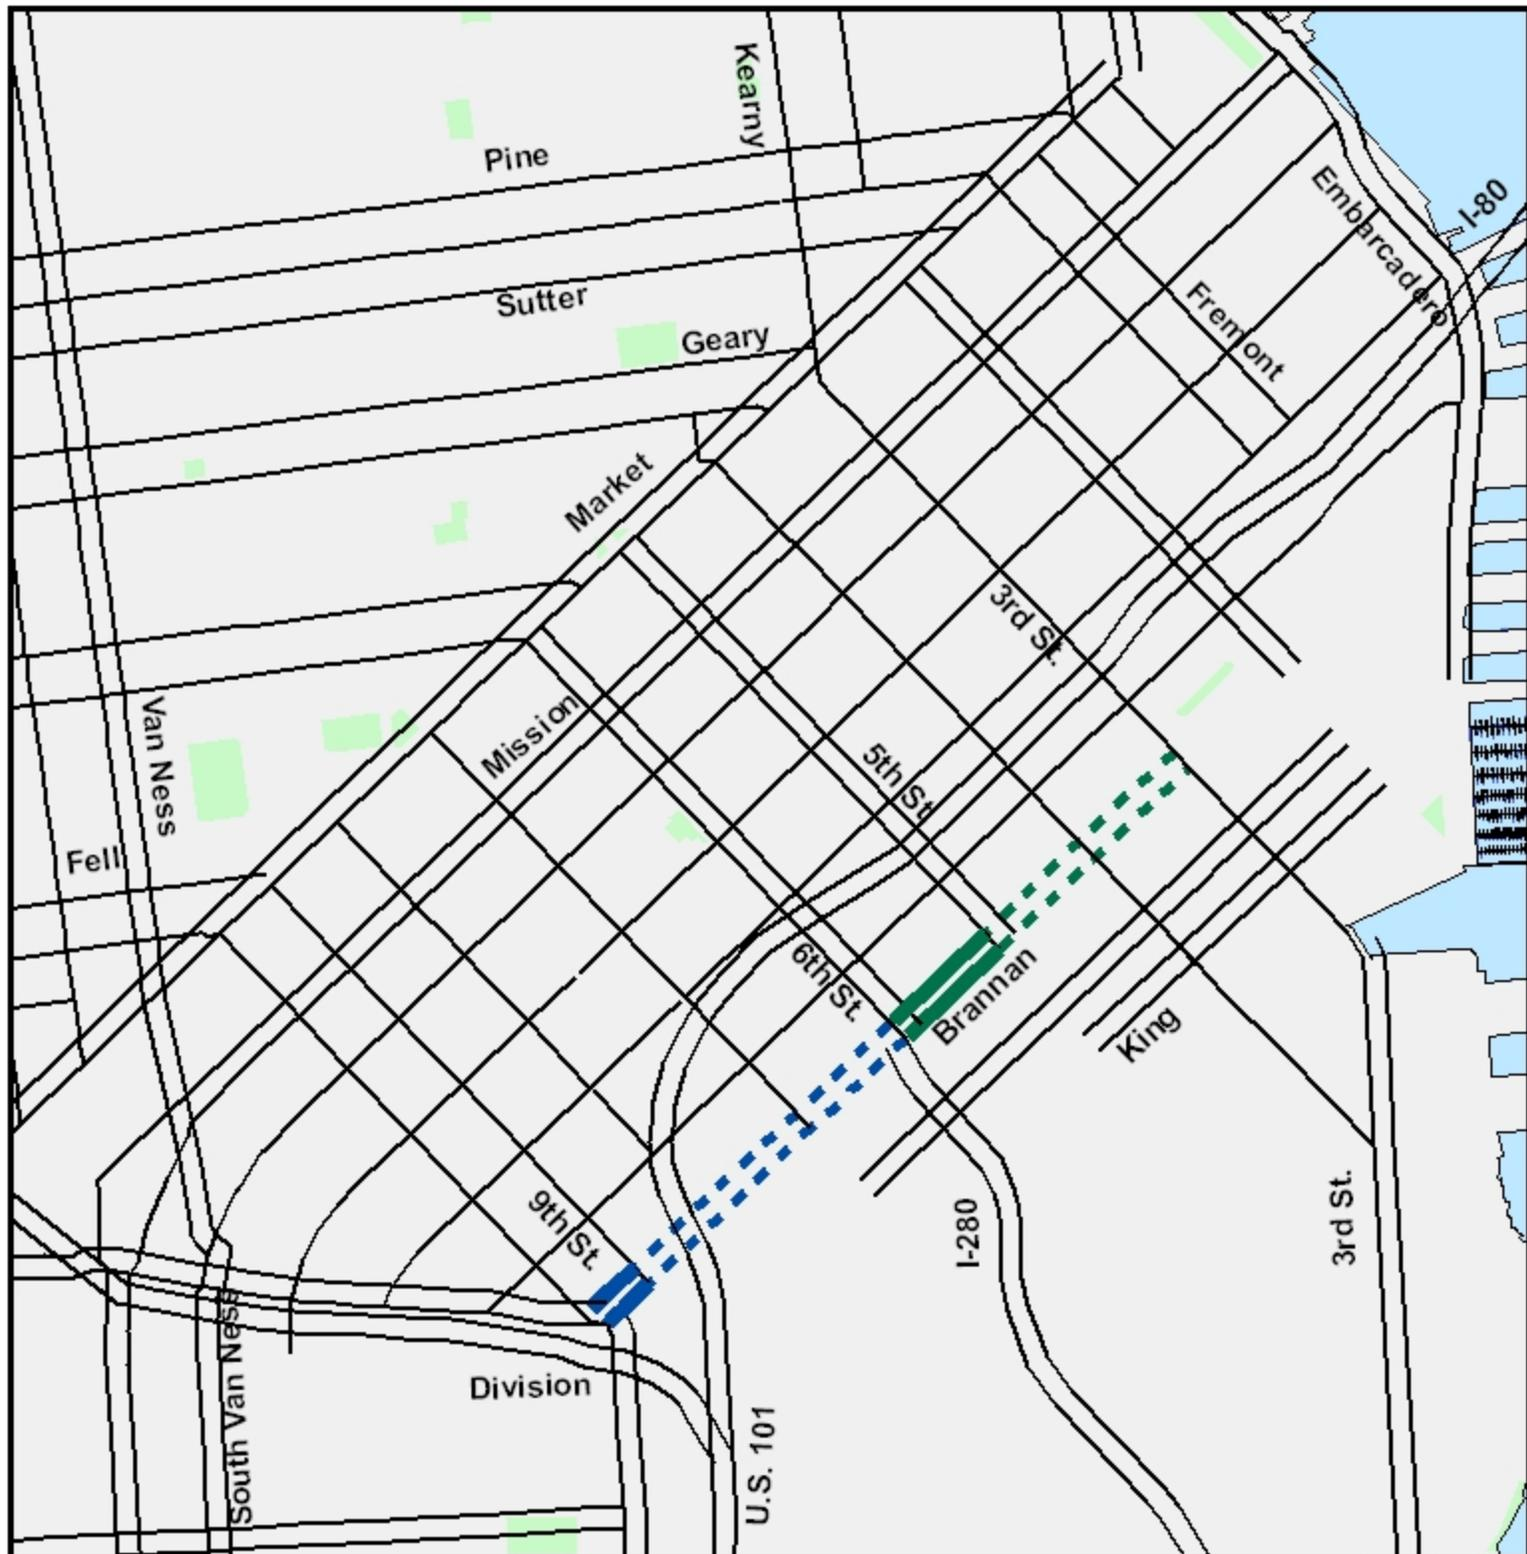 Kearny
Pine
I-80
Embarcadero
Sutter
Fremont
Geary
Market
3rd St.
Mission
Van Ness
5th St.
Fell
6th St.
Brannan
King
9th St.
I-280
3rd St.
South Van Ness
Division
U.S. 101